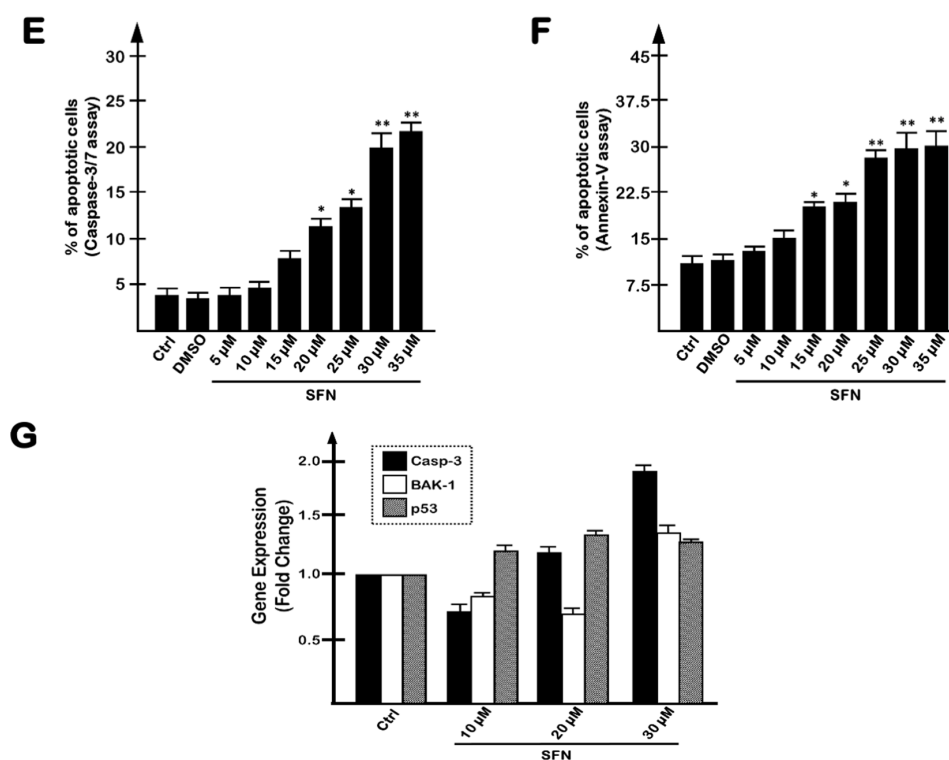 E
% of apoptotic cells
(Caspase-3/7 assay)
30
25
20
15
10
5
*
*
**
**
Ctrl
DMSO
5 µM
10 µM
15 µM
20 µM
25 µM
30 µM
35 µM
SFN
F
% of apoptotic cells
(Annexin-V assay)
45
37.5
30
22.5
15
7.5
*
*
**
**
**
Ctrl
DMSO
5 µM
10 µM
15 µM
20 µM
25 µM
30 µM
35 µM
SFN
G
Gene Expression
(Fold Change)
2.0
1.5
1.0
0.5
Casp-3
BAK-1
p53
Ctrl
10 µM
20 µM
30 µM
SFN